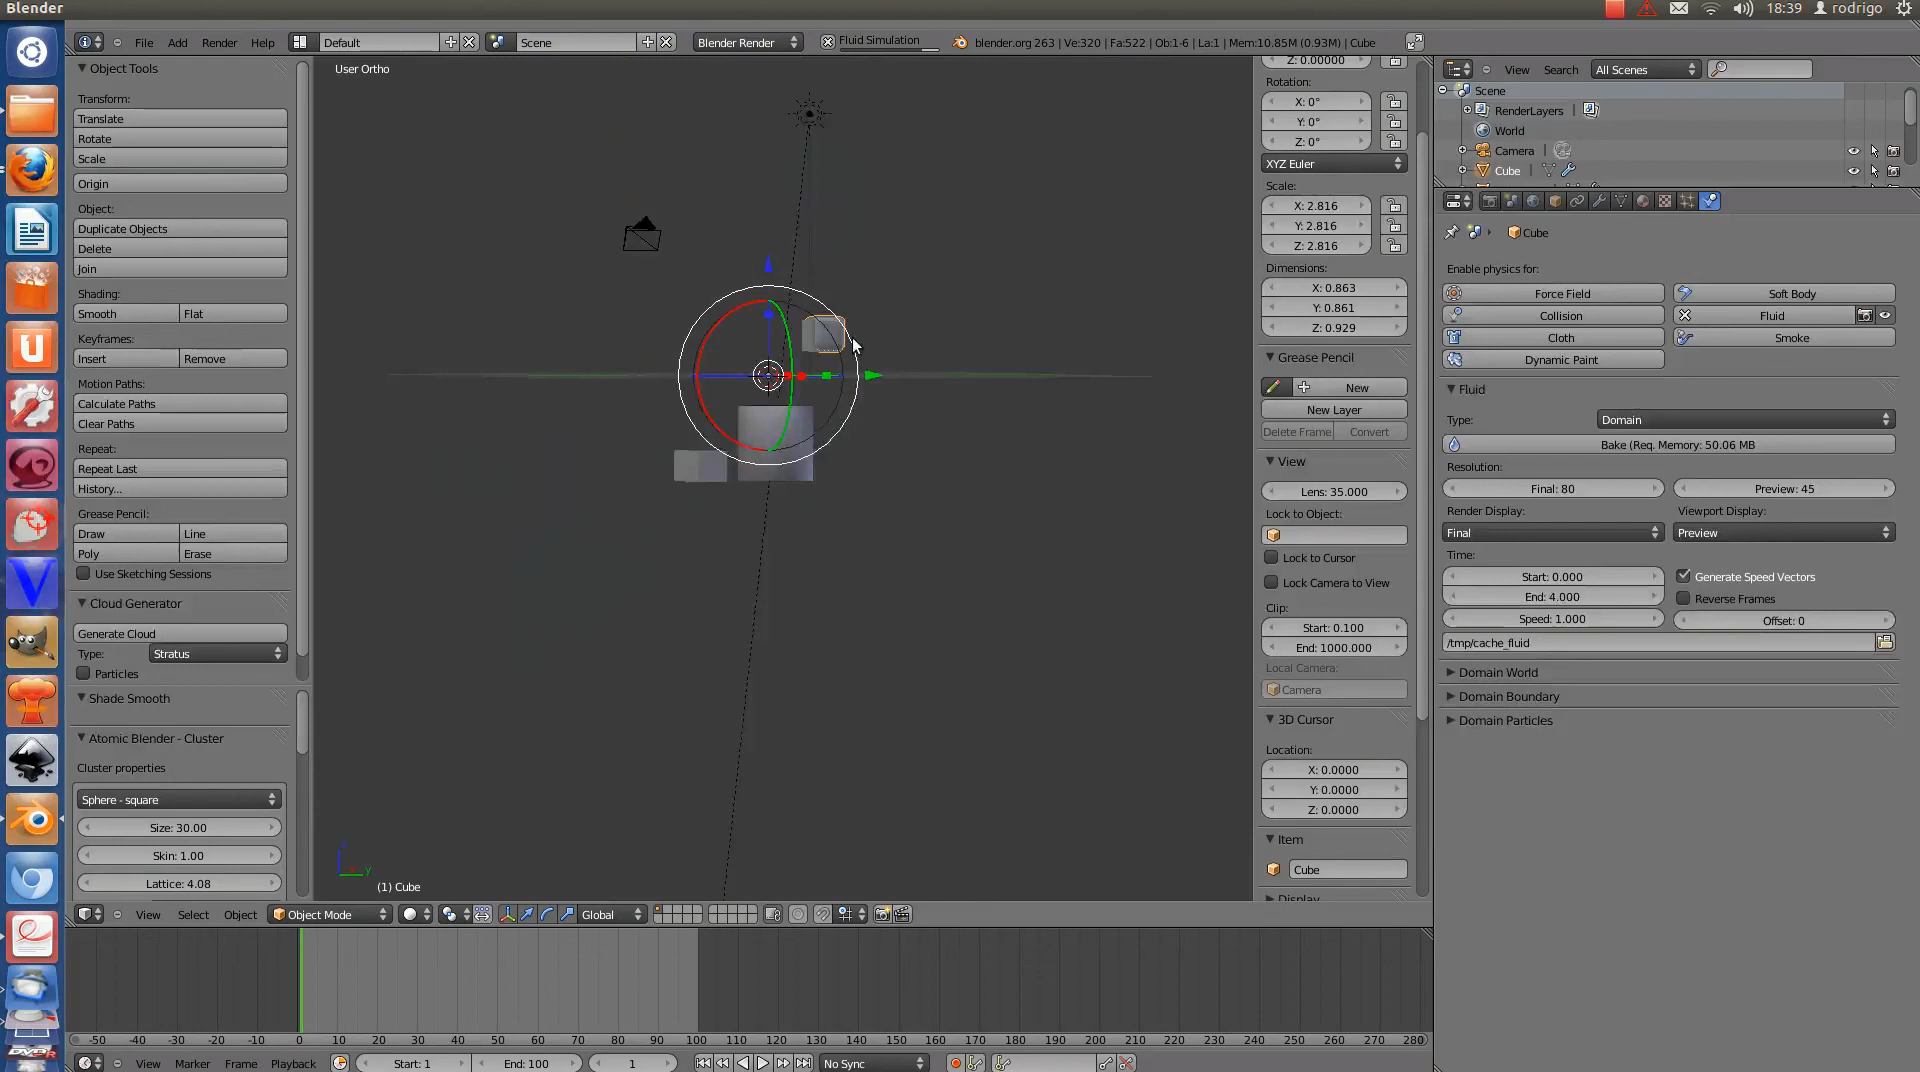 Blender
18:39 rodrigo
File Add Render Help Default Scene Blender Render Fluid Simulation blender.org 263 | Ve:320 | Fa:522 | Ob:1-6 | La:1 | Mem:10.85M (0.93M) | Cube
Object Tools
Transform:
Translate
Rotate
Scale
Origin
Object:
Duplicate Objects
Delete
Join
Shading:
Smooth Flat
Keyframes:
Insert Remove
Motion Paths:
Calculate Paths
Clear Paths
Repeat:
Repeat Last
History...
Grease Pencil:
Draw Line
Poly Erase
Use Sketching Sessions
Cloud Generator
Generate Cloud
Type: Stratus
Particles
Shade Smooth
Atomic Blender - Cluster
Cluster properties
Sphere - square
Size: 30.00
Skin: 1.00
Lattice: 4.08
User Ortho
y
(1) Cube
Z: 0.00000
Rotation:
X: 0°
Y: 0°
Z: 0°
XYZ Euler
Scale:
X: 2.816
Y: 2.816
Z: 2.816
Dimensions:
X: 0.863
Y: 0.861
Z: 0.929
Grease Pencil
New
New Layer
Delete Frame Convert
View
Lens: 35.000
Lock to Object:
Lock to Cursor
Lock Camera to View
Clip:
Start: 0.100
End: 1000.000
Local Camera:
Camera
3D Cursor
Location:
X: 0.0000
Y: 0.0000
Z: 0.0000
Item
Cube
Display
View Search All Scenes
Scene
RenderLayers |
World
Camera
Cube
Cube
Enable physics for:
Force Field Soft Body
Collision Fluid
Cloth Smoke
Dynamic Paint
Fluid
Type: Domain
Bake (Req. Memory: 50.06 MB
Resolution:
Final: 80 Preview: 45
Render Display: Viewport Display:
Final Preview
Time:
Start: 0.000 Generate Speed Vectors
End: 4.000 Reverse Frames
Speed: 1.000 Offset: 0
/tmp/cache_fluid
Domain World
Domain Boundary
Domain Particles
View Select Object Object Mode Global
-50 -40 -30 -20 -10 0 10 20 30 40 50 60 70 80 90 100 110 120 130 140 150 160 170 180 190 200 210 220 230 240 250 260 270 280
View Marker Frame Playback Start: 1 End: 100 1 No Sync